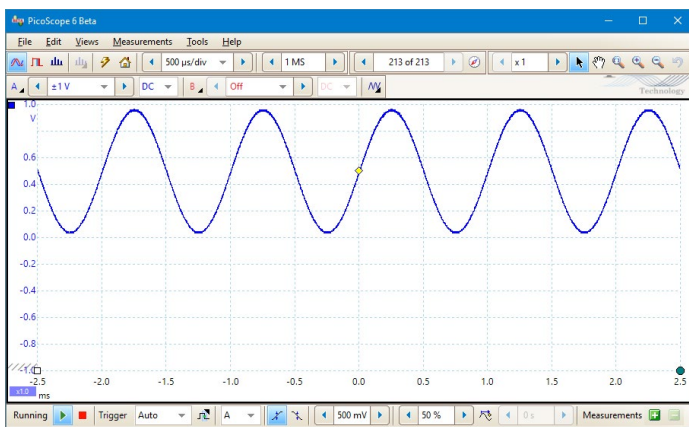 PicoScope 6 Beta
File Edit Views Measurements Tools Help
500 µs/div 1 MS 213 of 213 x 1
A ±1 V DC B Off DC
Technology
1.0
V
0.6
0.4
0.2
0.0
-0.2
-0.4
-0.6
-0.8
-1.0
-2.5 -2.0 -1.5 -1.0 -0.5 0.0 0.5 1.0 1.5 2.0 2.5
x1.0 ms
Running Trigger Auto A 500 mV 50 % 0 s Measurements